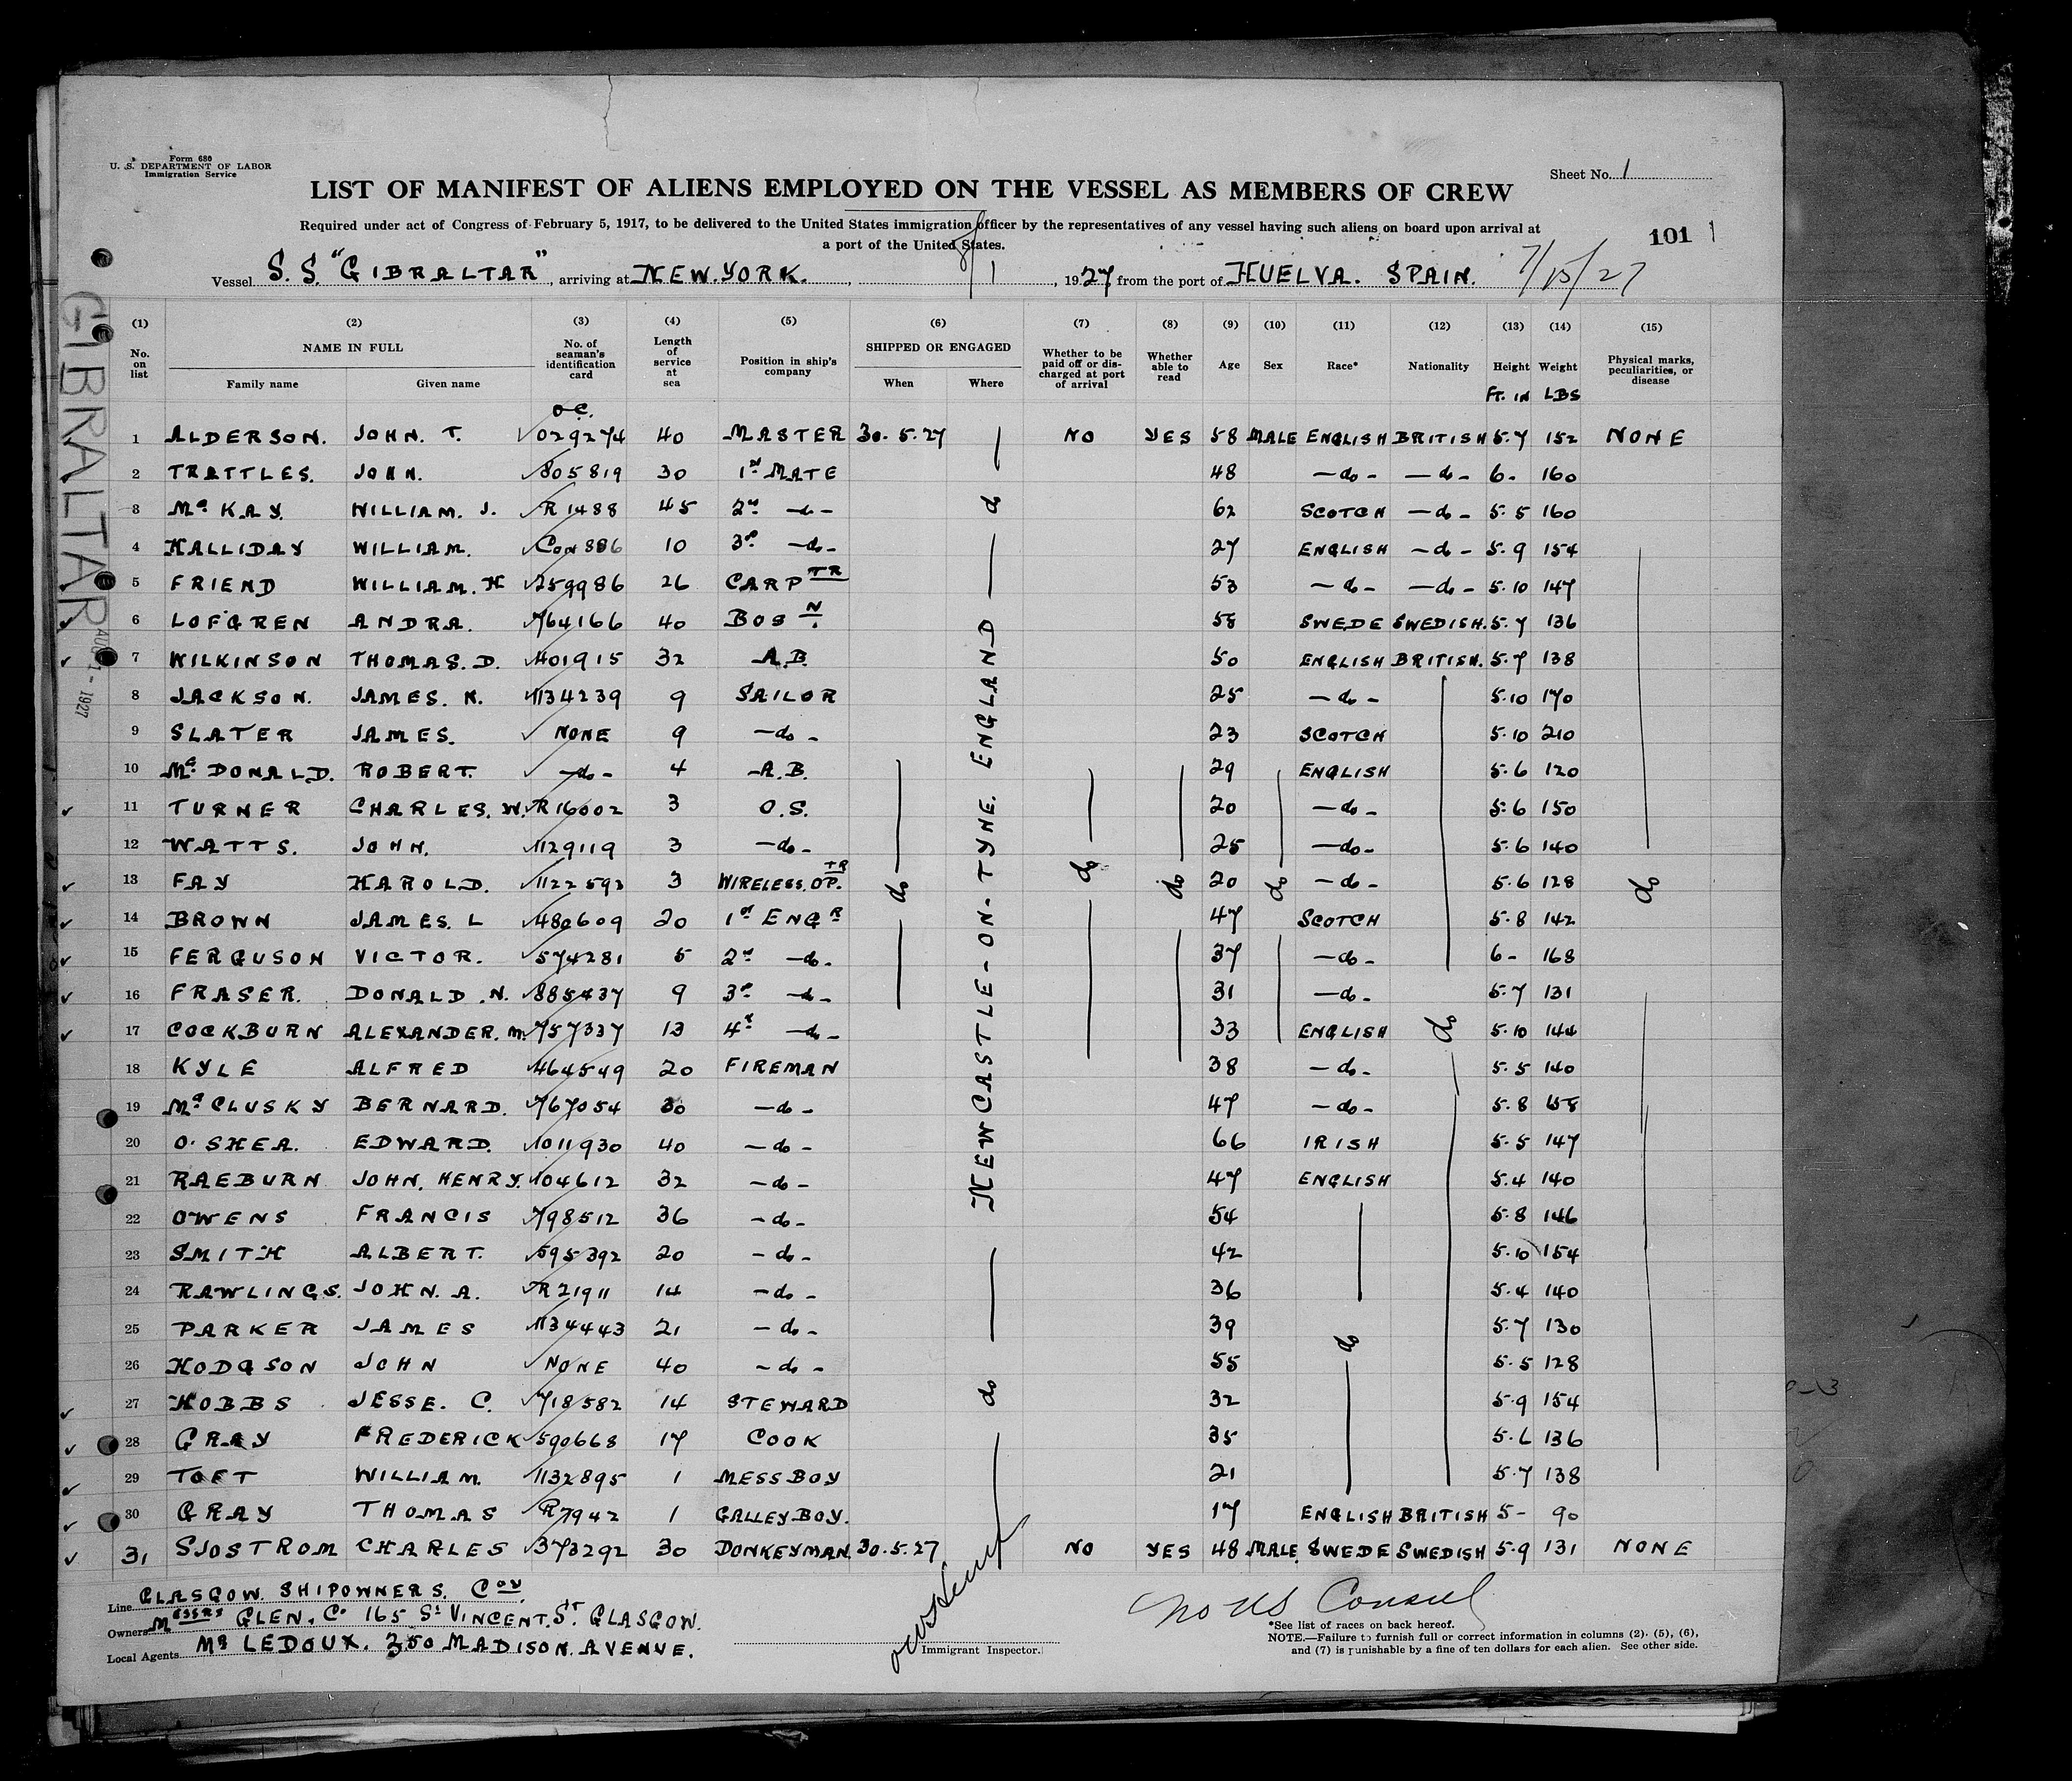 Form 680
U. S. DEPARTMENT OF LABOR
Immigration Service
Sheet No. 1
LIST OF MANIFEST OF ALIENS EMPLOYED ON THE VESSEL AS MEMBERS OF CREW
Required under act of Congress of February 5, 1917, to be delivered to the United States immigration officer by the representatives of any vessel having such aliens on board upon arrival at
a port of the United States.
101
Vessel S. S. "GIBRALTAR", arriving at NEW. YORK., 8/1, 1927 from the port of HUELVA. SPAIN. 7/15/27
GIBRALTAR
AUG - 1927
(1) (2) (3) (4) (5) (6) (7) (8) (9) (10) (11) (12) (13) (14) (15)
No. on list NAME IN FULL Family name Given name No. of seaman's identification card Length of service at sea Position in ship's company SHIPPED OR ENGAGED When Where Whether to be paid off or discharged at port of arrival Whether able to read Age Sex Race* Nationality Height Weight Physical marks, peculiarities, or disease
FT. IN LBS
O.C.
1 ALDERSON. JOHN. T. 029274 40 MASTER 30. 5. 27 NO YES 58 MALE ENGLISH BRITISH 5.7 152 NONE
2 TRATTLES. JOHN. 805819 30 1st MATE 48 -do- -do- 6- 160
3 Mc KAY. WILLIAM. J. R 1488 45 2nd -do- 62 SCOTCH -do- 5.5 160
4 HALLIDAY WILLIAM. 886 10 3rd -do- 27 ENGLISH -do- 5.9 154
5 FRIEND WILLIAM. H 259986 26 CARPTR 53 -do- -do- 5.10 147
6 LOFGREN ANDRA. 764166 40 BOSN. 58 SWEDE SWEDISH. 5.7 136
7 WILKINSON THOMAS. D. 401915 32 A.B. 50 ENGLISH BRITISH. 5.7 138
8 JACKSON. JAMES. N. 1134239 9 SAILOR 25 -do- 5.10 170
9 SLATER JAMES. NONE 9 -do- 23 SCOTCH 5.10 210
10 Mc DONALD. ROBERT. -do- 4 A.B. 29 ENGLISH 5.6 120
11 TURNER CHARLES. W. R16002 3 O.S. 20 -do- 5.6 150
12 WATTS. JOHN. 1129119 3 -do- 25 -do- 5.6 140
13 FAY HAROLD. 1122592 3 WIRELESS. OPTR. do do do do 20 -do- 5.6 128 do
14 BROWN JAMES. L 480609 20 1st ENGR 47 SCOTCH 5.8 142
15 FERGUSON VICTOR. 574281 5 2nd -do- 37 -do- 6- 168
16 FRASER. DONALD. N. 885437 9 3rd -do- 31 -do- 5.7 131
17 COCKBURN ALEXANDER. M. 757337 13 4th -do- 33 ENGLISH do 5.10 144
18 KYLE ALFRED 464549 20 FIREMAN 38 -do- 5.5 140
19 Mc CLUSKY BERNARD. 767054 30 -do- 47 -do- 5.8 158
20 O'SHEA. EDWARD. 1011930 40 -do- 66 IRISH 5.5 147
21 RAEBURN JOHN. HENRY. 104612 32 -do- 47 ENGLISH 5.4 140
22 OWENS FRANCIS 798512 36 -do- 54 5.8 146
23 SMITH ALBERT. 595392 20 -do- 42 5.10 154
24 RAWLINGS. JOHN. A. R 21911 14 -do- 36 5.4 140
25 PARKER JAMES 1134443 21 -do- 39 do 5.7 130
26 HODGSON JOHN NONE 40 -do- 55 5.5 128
27 HOBBS JESSE. C. 718582 14 STEWARD 32 5.9 154
28 GRAY FREDERICK 590668 17 COOK 35 5.6 136
29 TOFT WILLIAM. 1132895 1 MESS BOY 21 5.7 138
30 GRAY THOMAS R7942 1 GALLEY BOY. 17 ENGLISH BRITISH 5- 90
31 SJOSTROM CHARLES 373292 30 DONKEYMAN. 30.5.27 NO YES 48 MALE. SWEDE SWEDISH 5.9 131 NONE
do NEWCASTLE-ON-TYNE. ENGLAND do
Line GLASGOW. SHIPOWNERS. Coy
Owners Messrs GLEN. Co 165 St VINCENT. ST. GLASGOW.
Local Agents Mr LEDOUX. 350 MADISON. AVENUE.
Immigrant Inspector.
No US Consul
*See list of races on back hereof.
NOTE.—Failure to furnish full or correct information in columns (2), (5), (6),
and (7) is punishable by a fine of ten dollars for each alien. See other side.